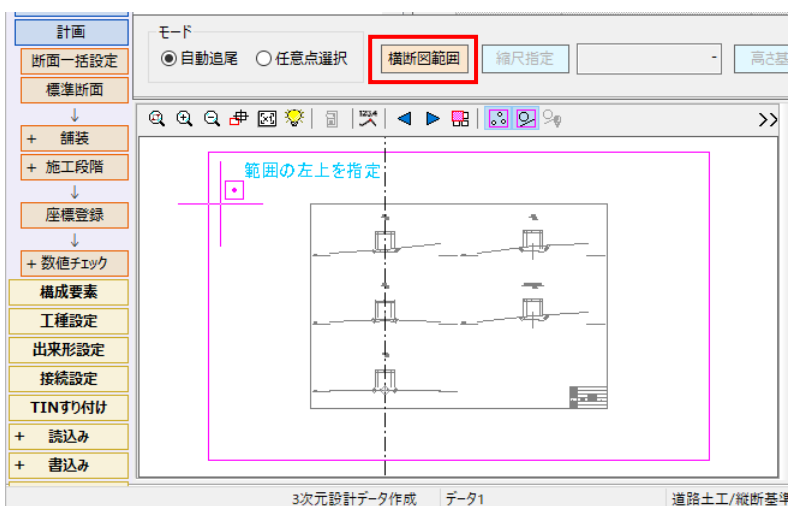 計画
断面一括設定
標準断面
↓
+ 舗装
+ 施工段階
↓
座標登録
↓
+ 数値チェック
構成要素
工種設定
出来形設定
接続設定
TINすり付け
+ 読込み
+ 書込み
モード
自動追尾 任意点選択 横断図範囲 縮尺指定 - 高さ基
>>
範囲の左上を指定
3次元設計データ作成 データ1 道路土工/縦断基準